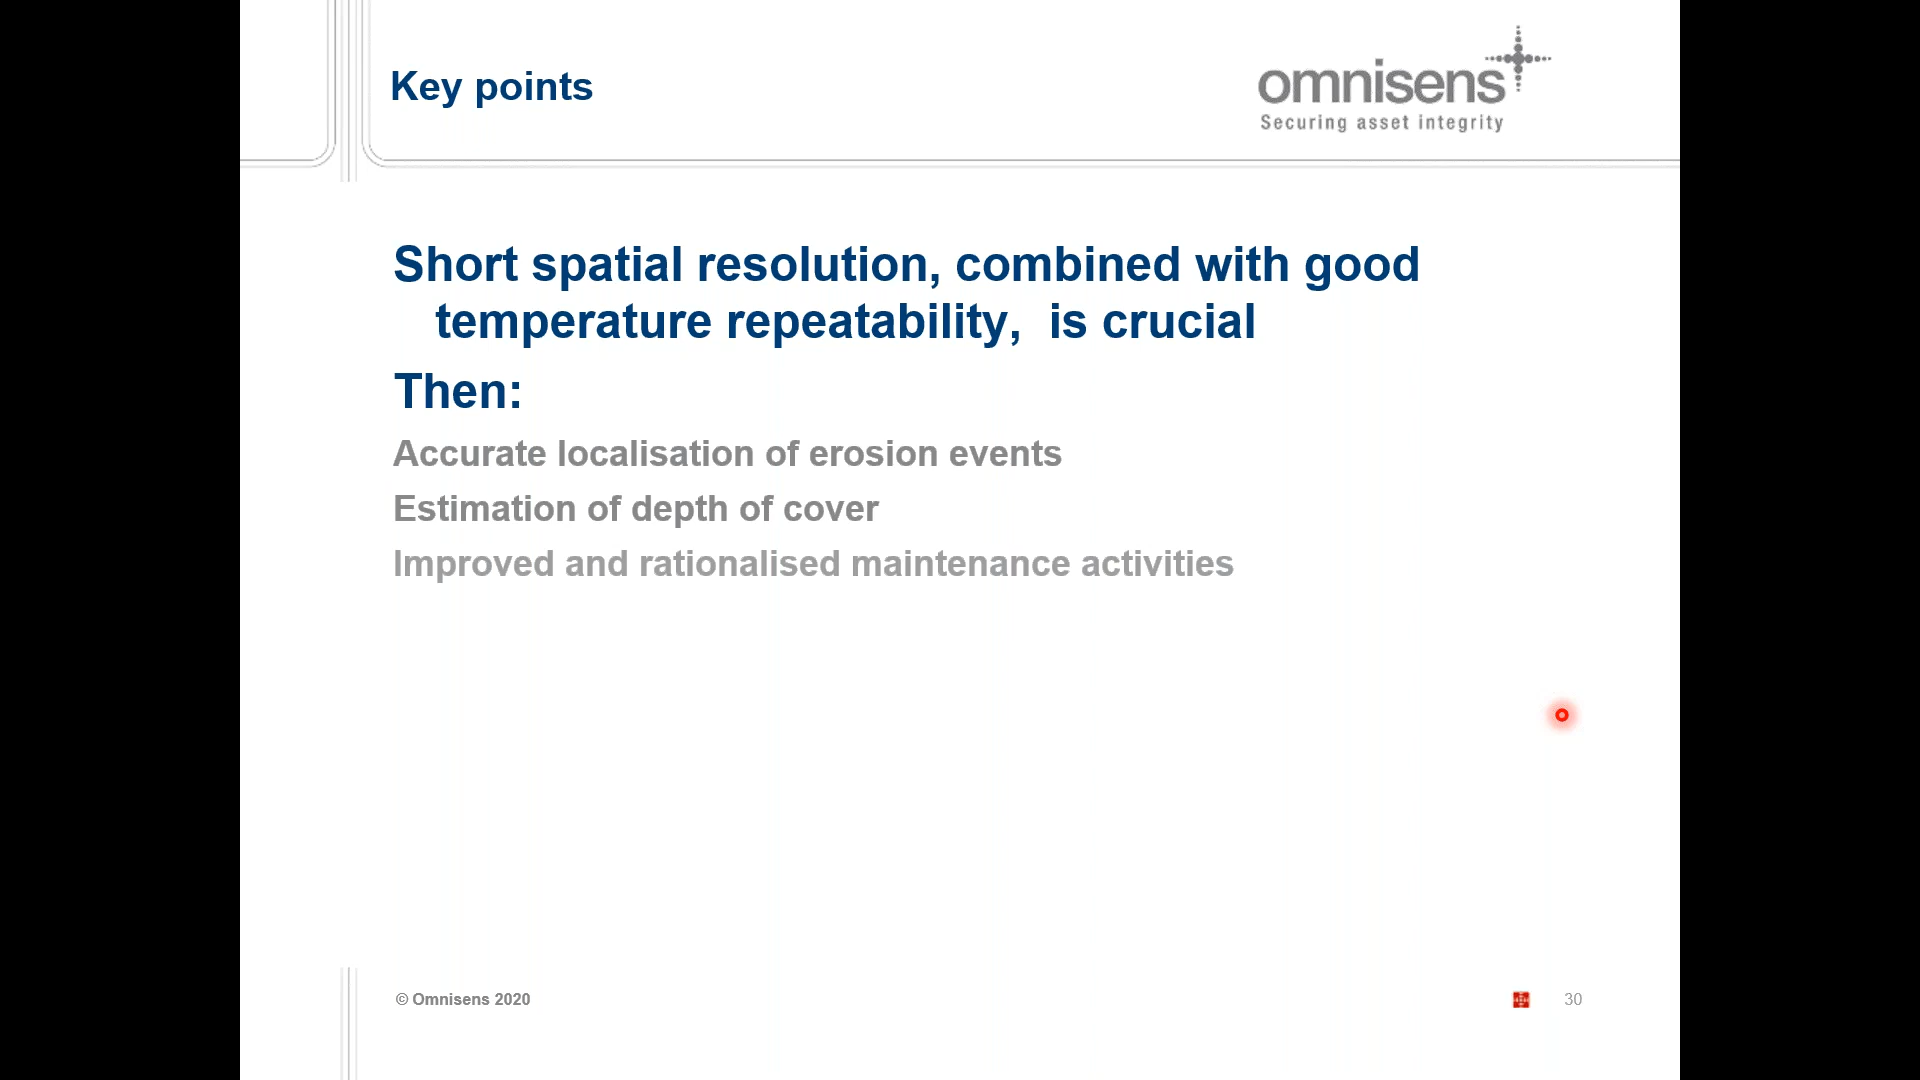 Key points
omnisens
Securing asset integrity
Short spatial resolution, combined with good
temperature repeatability,  is crucial
Then:
Accurate localisation of erosion events
Estimation of depth of cover
Improved and rationalised maintenance activities
© Omnisens 2020
30